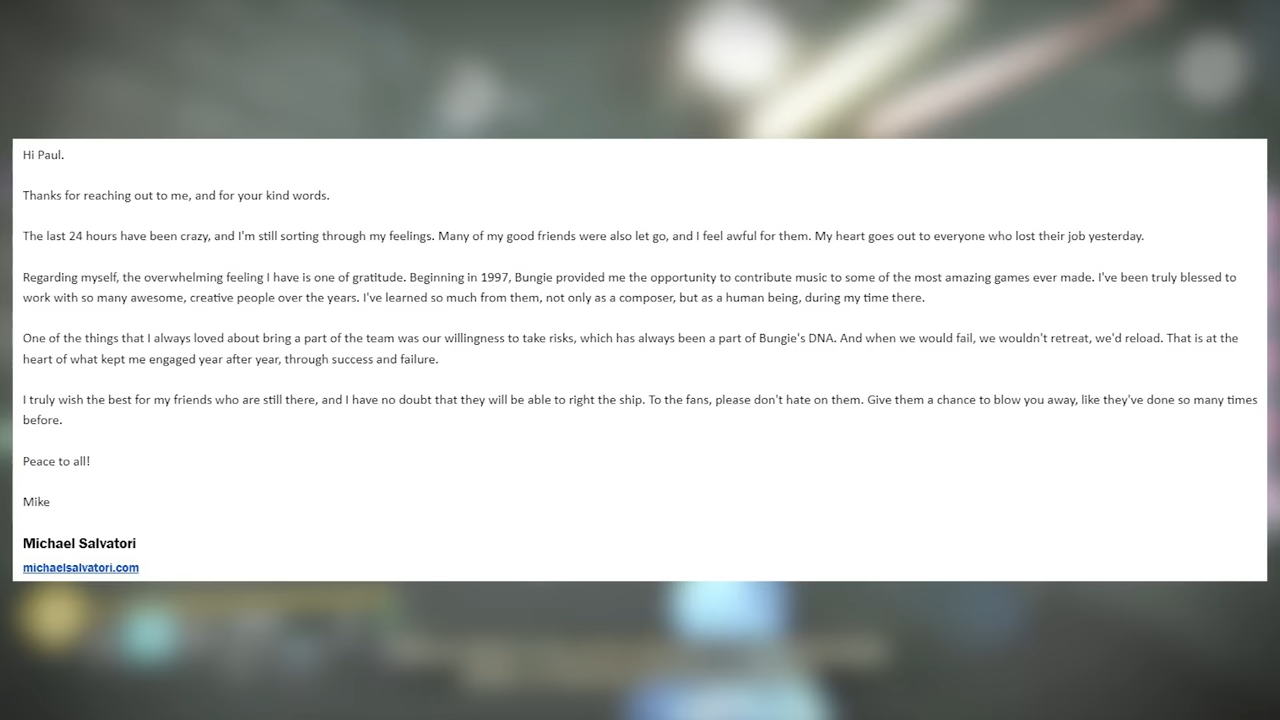 Hi Paul.
Thanks for reaching out to me, and for your kind words.
The last 24 hours have been crazy, and I'm still sorting through my feelings. Many of my good friends were also let go, and I feel awful for them. My heart goes out to everyone who lost their job yesterday.
Regarding myself, the overwhelming feeling I have is one of gratitude. Beginning in 1997, Bungie provided me the opportunity to contribute music to some of the most amazing games ever made. I've been truly blessed to
work with so many awesome, creative people over the years. I've learned so much from them, not only as a composer, but as a human being, during my time there.
One of the things that I always loved about bring a part of the team was our willingness to take risks, which has always been a part of Bungie's DNA. And when we would fail, we wouldn't retreat, we'd reload. That is at the
heart of what kept me engaged year after year, through success and failure.
I truly wish the best for my friends who are still there, and I have no doubt that they will be able to right the ship. To the fans, please don't hate on them. Give them a chance to blow you away, like they've done so many times
before.
Peace to all!
Mike
Michael Salvatori
michaelsalvatori.com